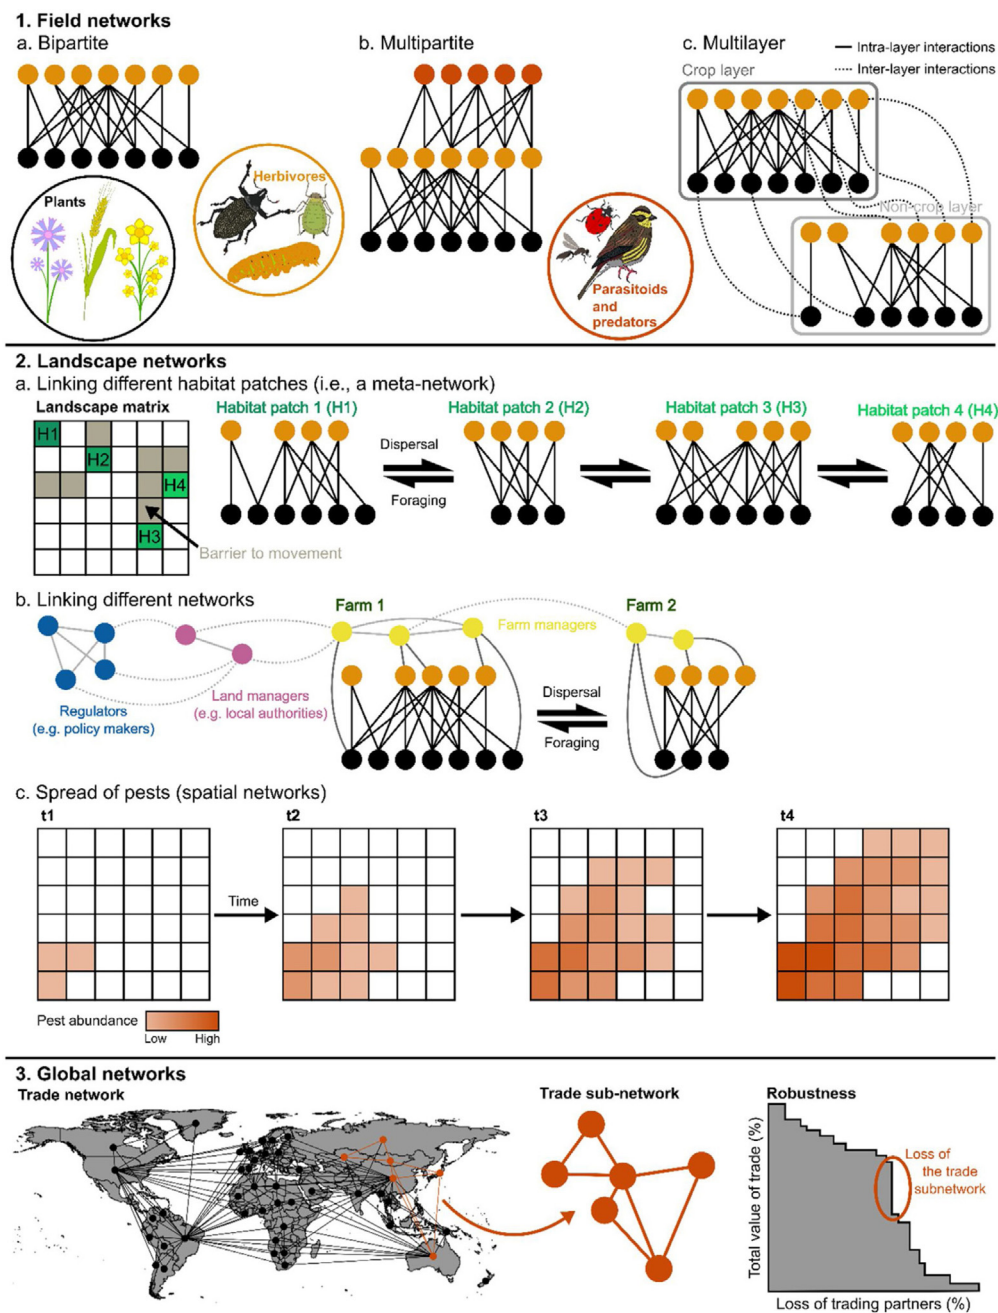 1. Field networks
a. Bipartite
b. Multipartite
c. Multilayer
Intra-layer interactions
Inter-layer interactions
Crop layer
Herbivores
Plants
Non-crop layer
Parasitoids
and
predators
2. Landscape networks
a. Linking different habitat patches (i.e., a meta-network)
Landscape matrix
H1
H2
H4
H3
Barrier to movement
Habitat patch 1 (H1)
Habitat patch 2 (H2)
Habitat patch 3 (H3)
Habitat patch 4 (H4)
Dispersal
Foraging
b. Linking different networks
Farm 1
Farm 2
Farm managers
Regulators
(e.g. policy makers)
Land managers
(e.g. local authorities)
Dispersal
Foraging
c. Spread of pests (spatial networks)
t1
t2
t3
t4
Time
Pest abundance
Low
High
3. Global networks
Trade network
Trade sub-network
Robustness
Total value of trade (%)
Loss of
the trade
subnetwork
Loss of trading partners (%)